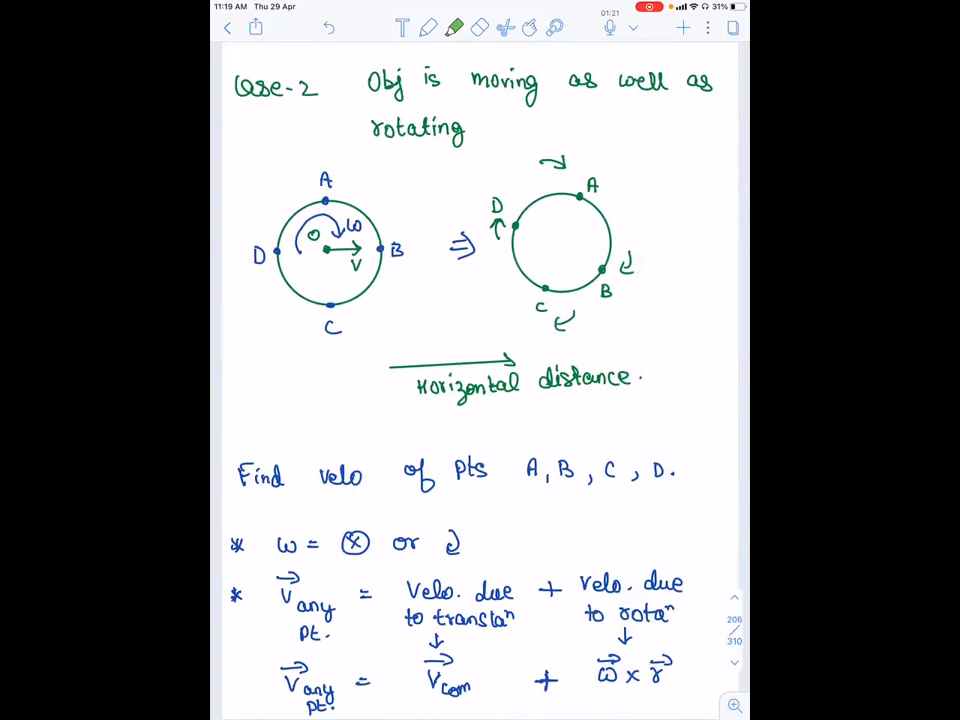 11:19 AM Thu 29 Apr
01:21
31%
Case-2 Obj is moving as well as
rotating
A
ω
O
V
D
B
C
⇒
A
D
B
C
Horizontal distance.
Find velo of pts A, B, C, D.
* ω = ⊗ or ↻
* V⃗ any pt. = Velo. due to translaⁿ + velo. due to rotaⁿ
↓ ↓
V⃗ any pt. = V⃗com + ω⃗ × r⃗
206
/
310